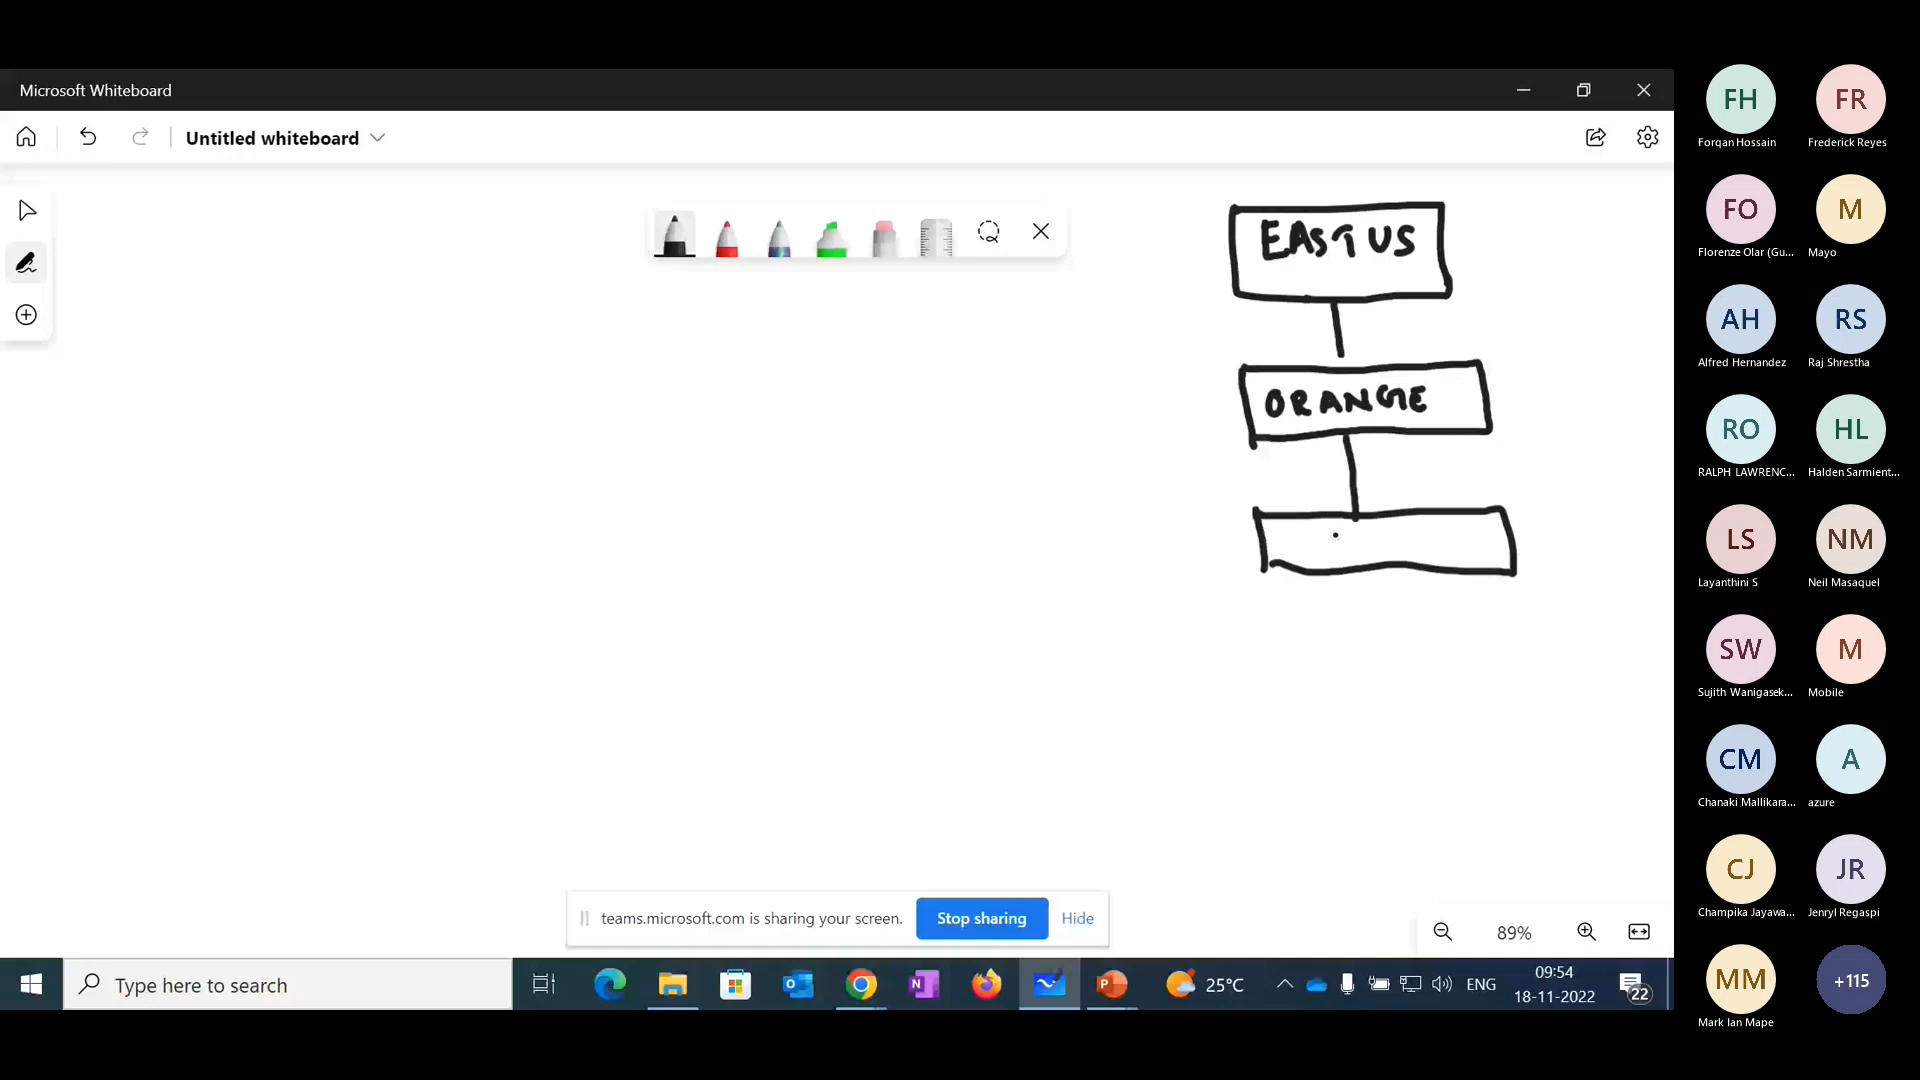 Microsoft Whiteboard
Untitled whiteboard
EAST US
ORANGE
teams.microsoft.com is sharing your screen.
Stop sharing
Hide
89%
Type here to search
25°C
ENG
09:54
18-11-2022
22
FH
Forqan Hossain
FR
Frederick Reyes
FO
Florenze Olar (Gu...
M
Mayo
AH
Alfred Hernandez
RS
Raj Shrestha
RO
RALPH LAWRENC...
HL
Halden Sarmient...
LS
Layanthini S
NM
Neil Masaquel
SW
Sujith Wanigasek...
M
Mobile
CM
Chanaki Mallikara...
A
azure
CJ
Champika Jayawa...
JR
Jenryl Regaspi
MM
Mark Ian Mape
+115